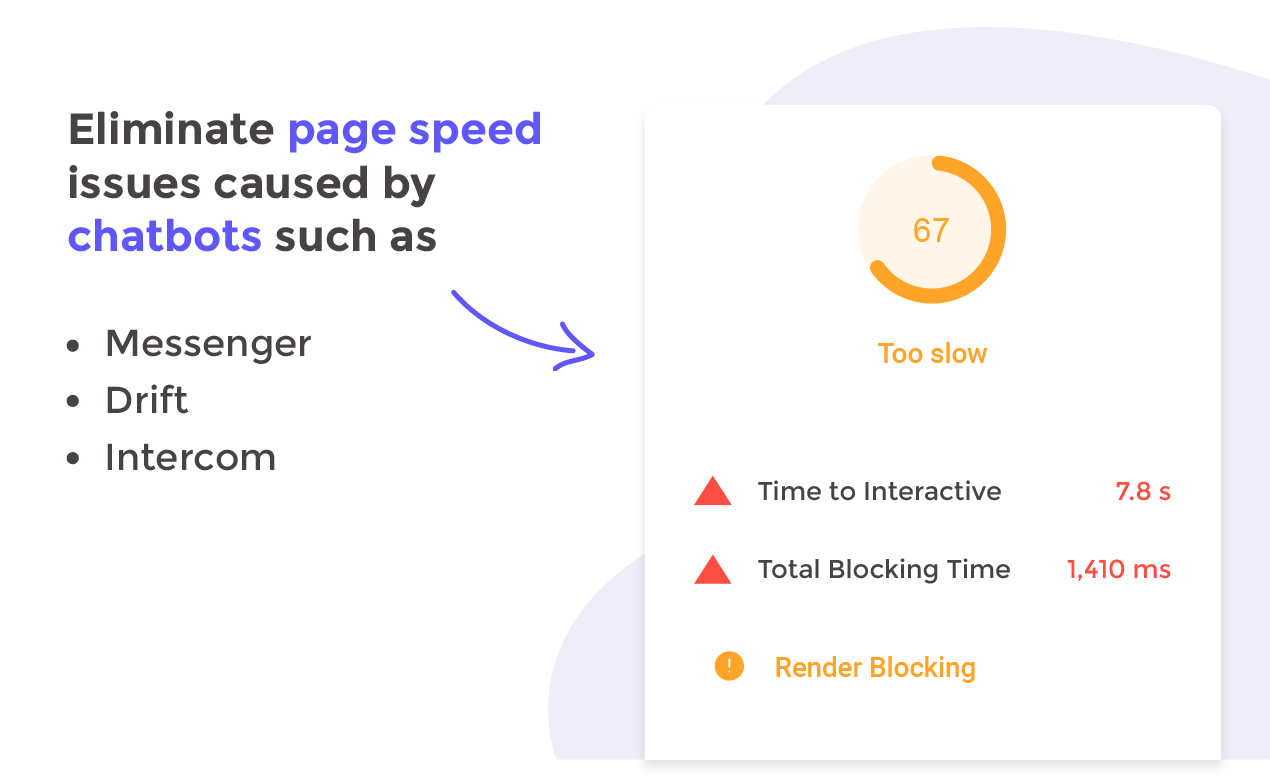 Eliminate page speed
issues caused by
chatbots such as
• Messenger
• Drift
• Intercom
67
Too slow
Time to Interactive 7.8 s
Total Blocking Time 1,410 ms
! Render Blocking